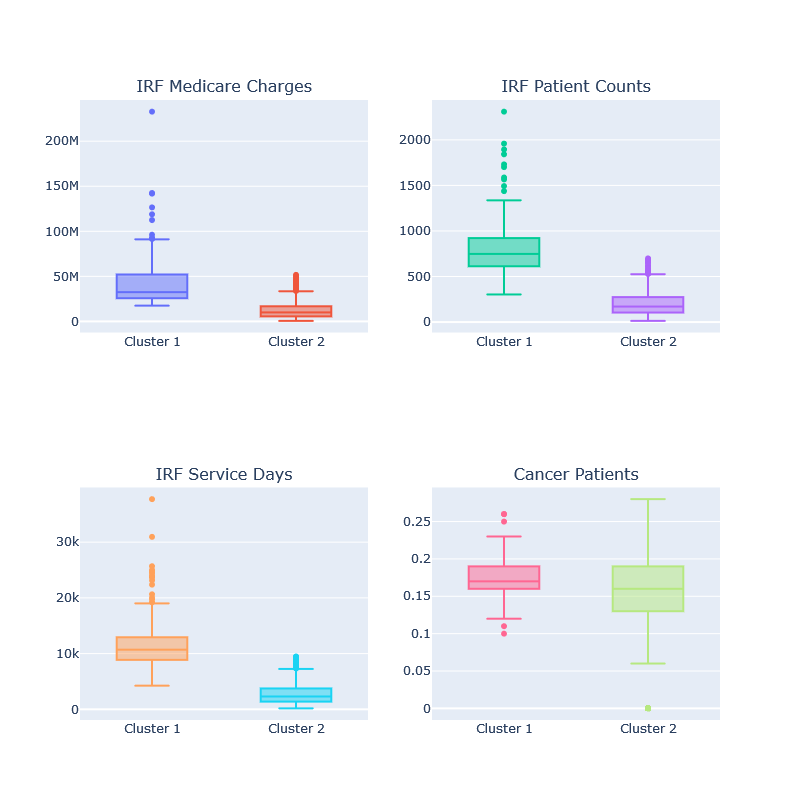 IRF Medicare Charges
IRF Patient Counts
200M
150M
100M
50M
0
Cluster 1
Cluster 2
2000
1500
1000
500
0
Cluster 1
Cluster 2
IRF Service Days
Cancer Patients
30k
20k
10k
0
Cluster 1
Cluster 2
0.25
0.2
0.15
0.1
0.05
0
Cluster 1
Cluster 2